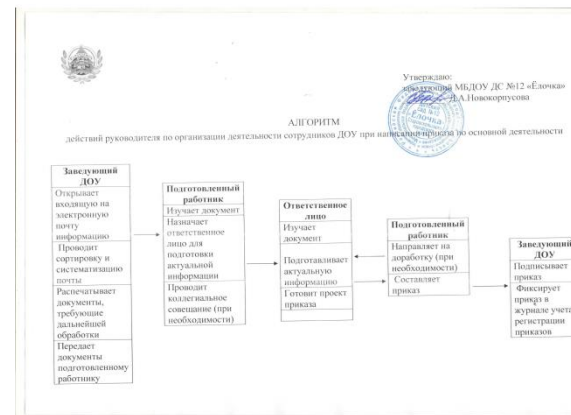 Утверждаю:
заведующий МБДОУ ДС №12 «Ёлочка»
Л.А.Новокорпусова
Ёлочка
АЛГОРИТМ
действий руководителя по организации деятельности сотрудников ДОУ при написании приказа по основной деятельности
Заведующий
ДОУ
Открывает
входящую на
электронную
почту
информацию
Проводит
сортировку и
систематизацию
почты
Распечатывает
документы,
требующие
дальнейшей
обработки
Передает
документы
подготовленному
работнику
Подготовленный
работник
Изучает документ
Назначает
ответственное
лицо для
подготовки
актуальной
информации
Проводит
коллегиальное
совещание (при
необходимости)
Ответственное
лицо
Изучает
документ
Подготавливает
актуальную
информацию
Готовит проект
приказа
Подготовленный
работник
Направляет на
доработку (при
необходимости)
Составляет
приказ
Заведующий
ДОУ
Подписывает
приказ
Фиксирует
приказ в
журнале учета
регистрации
приказов